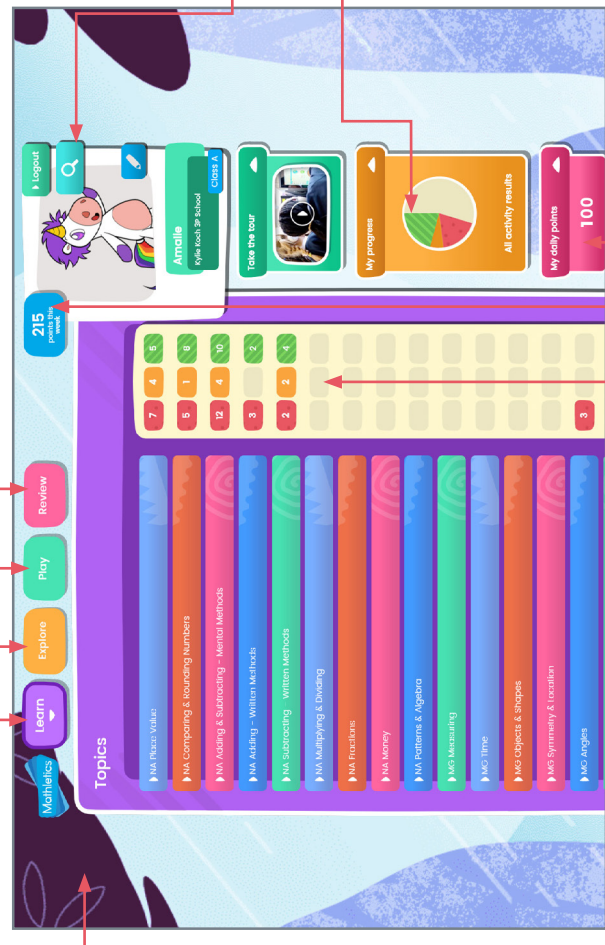 Mathletics
Learn
Explore
Play
Review
215
points this
week
Logout
Topics
NA Place Value
7 4 5
NA Comparing & Rounding Numbers
5 1 8
NA Adding & Subtracting - Mental Methods
12 4 10
NA Adding - Written Methods
3 2
NA Subtracting Written Methods
2 2 4
NA Multiplying & Dividing
NA Fractions
NA Money
NA Patterns & Algebra
MG Measuring
MG Time
MG Objects & Shapes
MG Symmetry & Location
3
MG Angles
Amalie
Kylie Koch 3P School
Class A
Take the tour
My progress
All activity results
My daily points
100